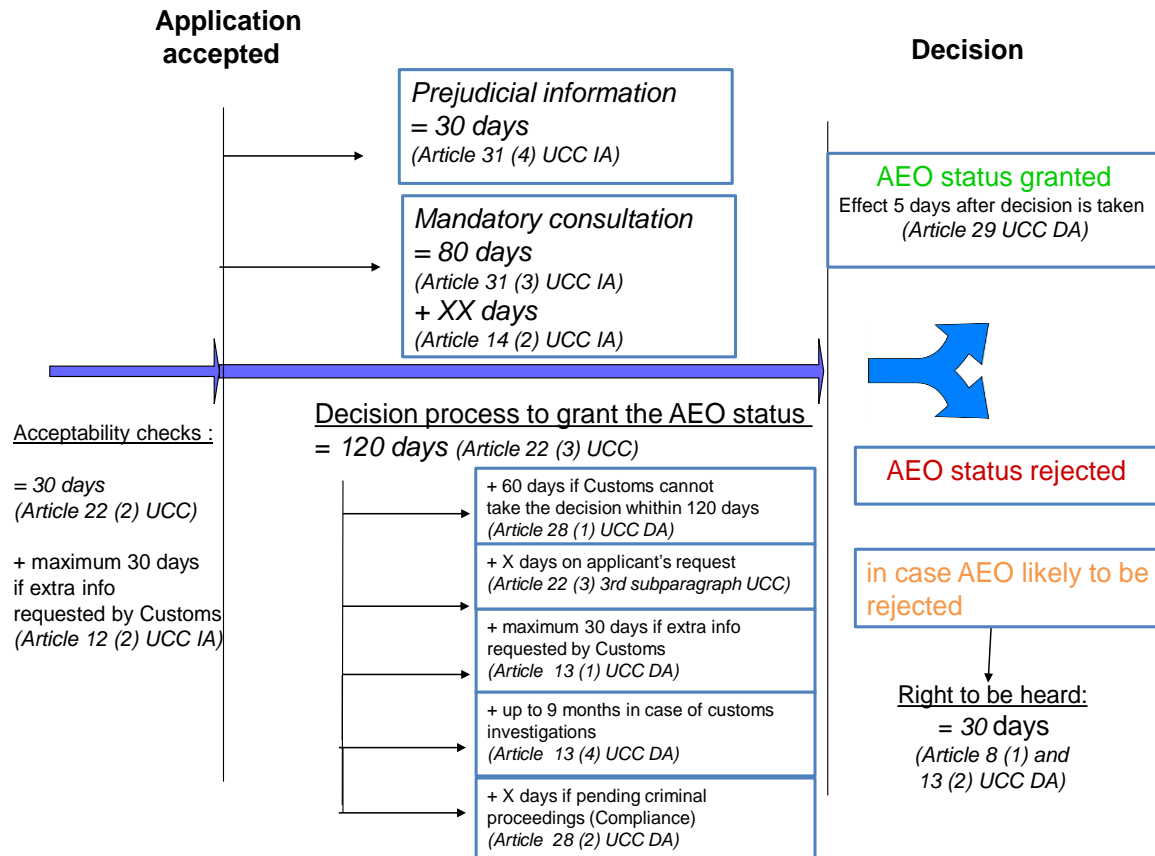 Application
accepted
Decision
Prejudicial information
= 30 days
(Article 31 (4) UCC IA)
Mandatory consultation
= 80 days
(Article 31 (3) UCC IA)
+ XX days
(Article 14 (2) UCC IA)
AEO status granted
Effect 5 days after decision is taken
(Article 29 UCC DA)
Acceptability checks :
= 30 days
(Article 22 (2) UCC)
+ maximum 30 days
if extra info
requested by Customs
(Article 12 (2) UCC IA)
Decision process to grant the AEO status
= 120 days (Article 22 (3) UCC)
+ 60 days if Customs cannot
take the decision whithin 120 days
(Article 28 (1) UCC DA)
+ X days on applicant’s request
(Article 22 (3) 3rd subparagraph UCC)
+ maximum 30 days if extra info
requested by Customs
(Article 13 (1) UCC DA)
+ up to 9 months in case of customs
investigations
(Article 13 (4) UCC DA)
+ X days if pending criminal
proceedings (Compliance)
(Article 28 (2) UCC DA)
AEO status rejected
in case AEO likely to be
rejected
Right to be heard:
= 30 days
(Article 8 (1) and
13 (2) UCC DA)